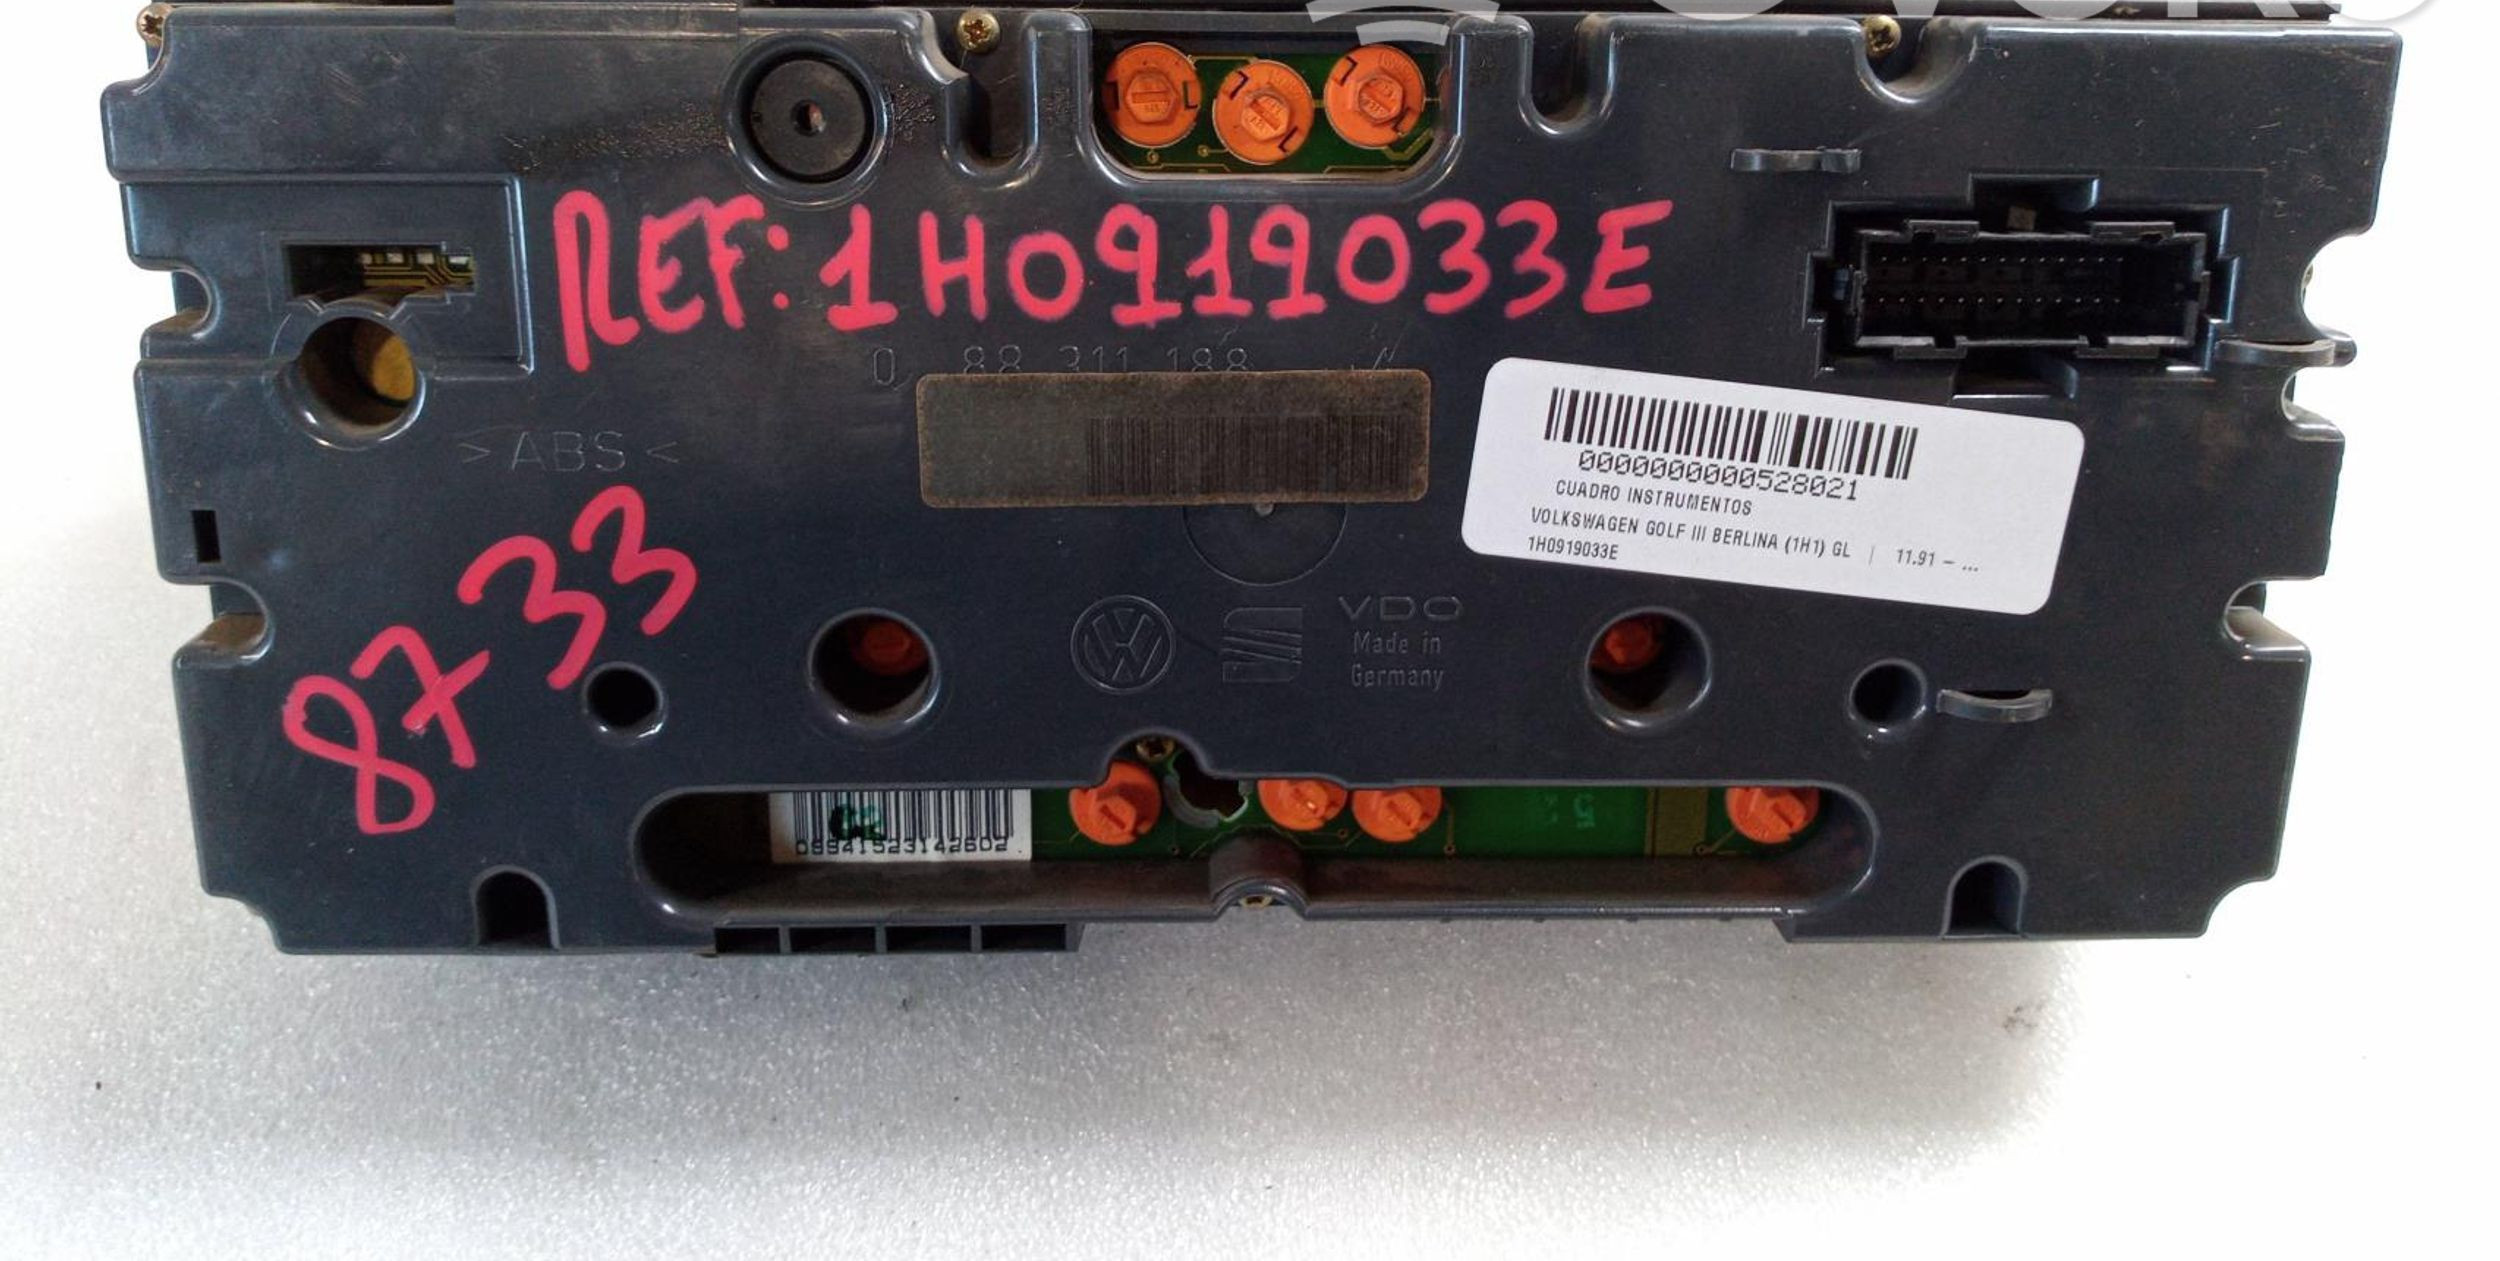 REF: 1H0919033E
88 311 188
> ABS <
8733
0000000000528021
CUADRO INSTRUMENTOS
VOLKSWAGEN GOLF III BERLINA (1H1) GL | 11.91 – ...
1H0919033E
VDO
Made in
Germany